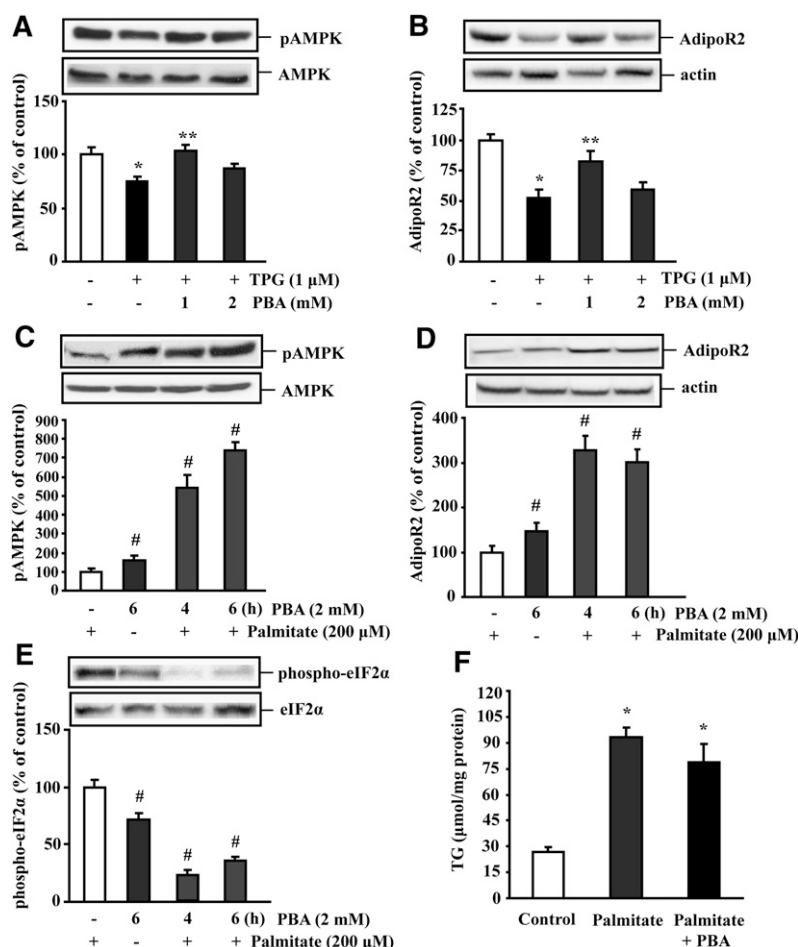 A
pAMPK
AMPK
pAMPK (% of control)
150
100
50
0
*
**
- + + + TPG (1 µM)
- - 1 2 PBA (mM)
B
AdipoR2
actin
AdipoR2 (% of control)
125
100
75
50
25
0
*
**
- + + + TPG (1 µM)
- - 1 2 PBA (mM)
C
pAMPK
AMPK
pAMPK (% of control)
900
800
700
600
500
400
300
200
100
0
#
#
#
- 6 4 6 (h) PBA (2 mM)
+ - + + Palmitate (200 µM)
D
AdipoR2
actin
AdipoR2 (% of control)
400
300
200
100
0
#
#
#
- 6 4 6 (h) PBA (2 mM)
+ - + + Palmitate (200 µM)
E
phospho-eIF2α
eIF2α
phospho-eIF2α (% of control)
150
100
50
0
#
#
#
- 6 4 6 (h) PBA (2 mM)
+ - + + Palmitate (200 µM)
F
TG (µmol/mg protein)
105
90
75
60
45
30
15
0
*
*
Control Palmitate Palmitate
+ PBA